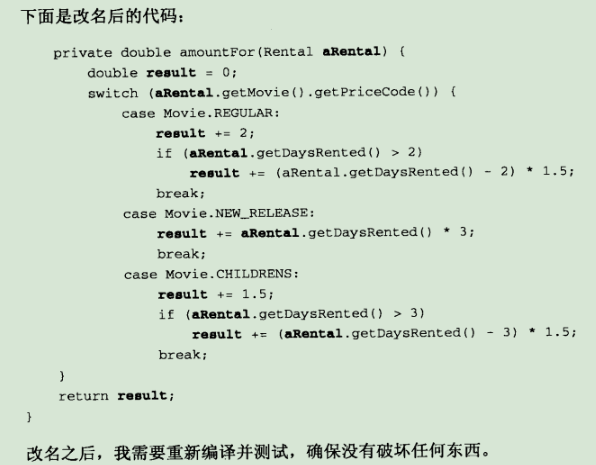 下面是改名后的代码：
private double amountFor(Rental aRental) {
double result = 0;
switch (aRental.getMovie().getPriceCode()) {
case Movie.REGULAR:
result += 2;
if (aRental.getDaysRented() > 2)
result += (aRental.getDaysRented() - 2) * 1.5;
break;
case Movie.NEW_RELEASE:
result += aRental.getDaysRented() * 3;
break;
case Movie.CHILDRENS:
result += 1.5;
if (aRental.getDaysRented() > 3)
result += (aRental.getDaysRented() - 3) * 1.5;
break;
}
return result;
}
改名之后，我需要重新编译并测试，确保没有破坏任何东西。